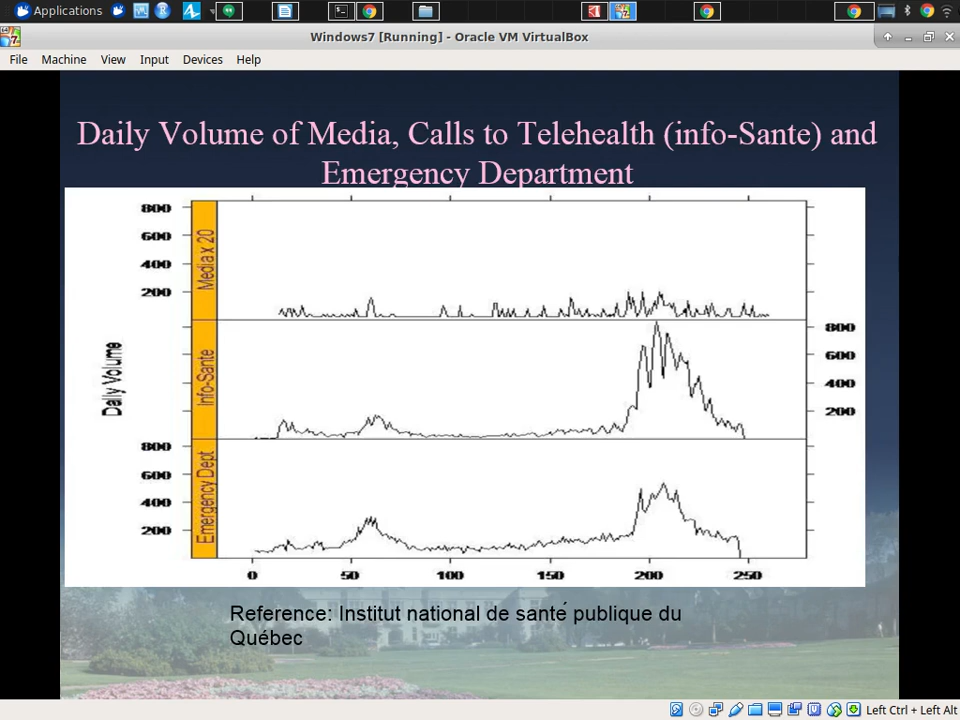 Applications
Windows7 [Running] - Oracle VM VirtualBox
File Machine View Input Devices Help
Daily Volume of Media, Calls to Telehealth (info-Sante) and
Emergency Department
800
600
400
200
Media x 20
800
600
400
200
Info-Sante
Daily Volume
800
600
400
200
Emergency Dept
0 50 100 150 200 250
Reference: Institut national de santé publique du
Québec
Left Ctrl + Left Alt